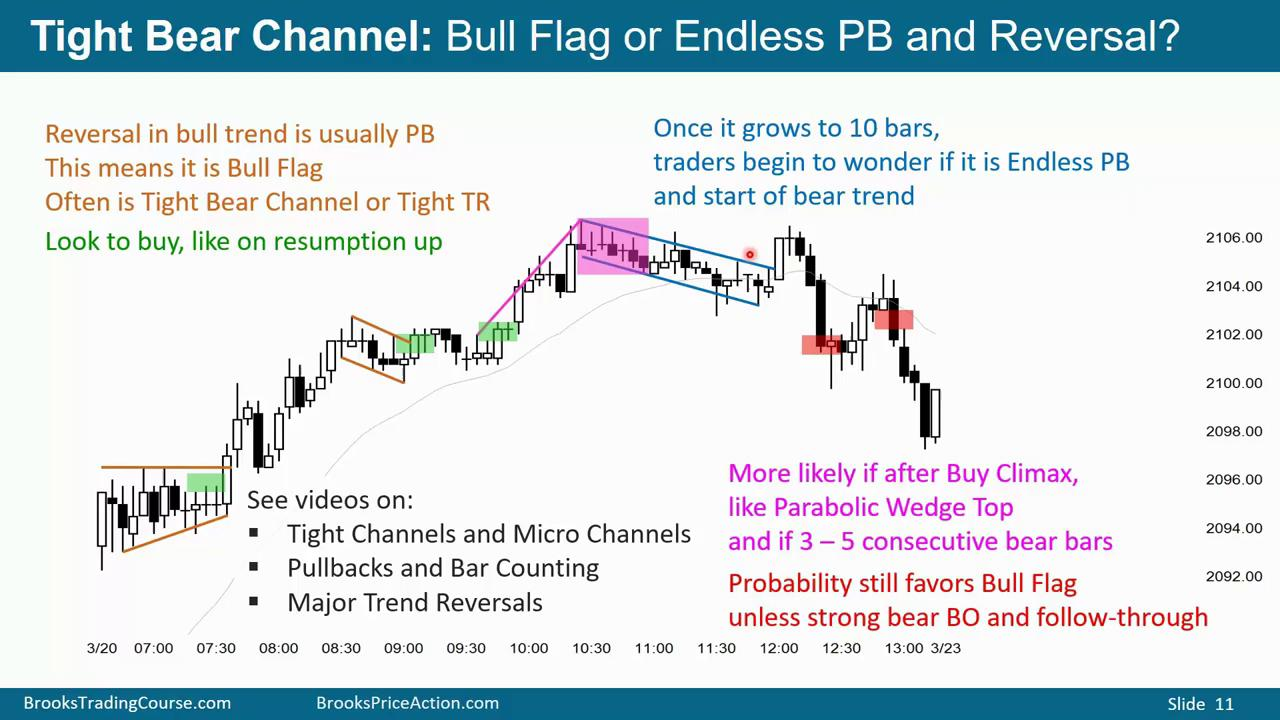 Tight Bear Channel: Bull Flag or Endless PB and Reversal?
Reversal in bull trend is usually PB
This means it is Bull Flag
Often is Tight Bear Channel or Tight TR
Look to buy, like on resumption up
Once it grows to 10 bars,
traders begin to wonder if it is Endless PB
and start of bear trend
2106.00
2104.00
2102.00
2100.00
2098.00
2096.00
2094.00
2092.00
See videos on:
▪ Tight Channels and Micro Channels
▪ Pullbacks and Bar Counting
▪ Major Trend Reversals
More likely if after Buy Climax,
like Parabolic Wedge Top
and if 3 – 5 consecutive bear bars
Probability still favors Bull Flag
unless strong bear BO and follow-through
3/20 07:00 07:30 08:00 08:30 09:00 09:30 10:00 10:30 11:00 11:30 12:00 12:30 13:00 3/23
BrooksTradingCourse.com BrooksPriceAction.com Slide 11